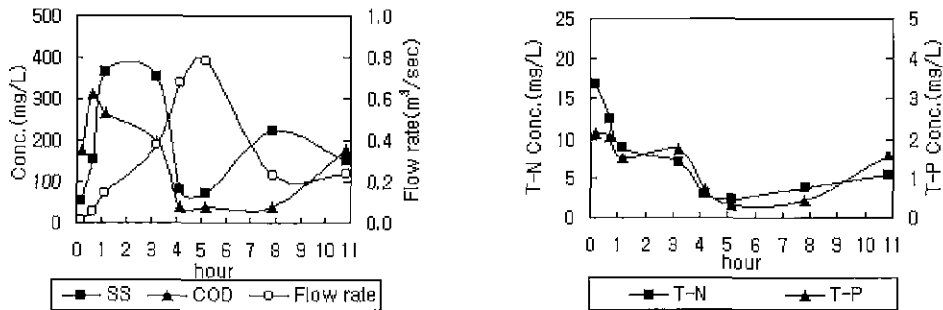 500
400
300
200
100
0
Conc.(mg/L)
1.0
0.8
0.6
0.4
0.2
0.0
Flow rate(m³/sec)
0 1 2 3 4 5 6 7 8 9 10 11
hour
SS COD Flow rate
25
20
15
10
5
0
T-N Conc.(mg/L)
5
4
3
2
1
0
T-P Conc.(mg/L)
0 1 2 3 4 5 6 7 8 9 10 11
hour
T-N T-P